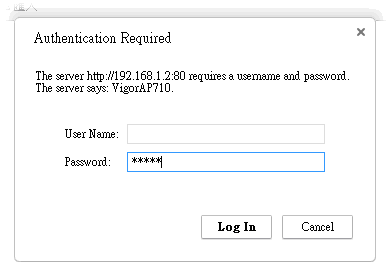 Authentication Required
The server http://192.168.1.2:80 requires a username and password.
The server says: VigorAP710.
User Name:
Password: *****
Log In Cancel